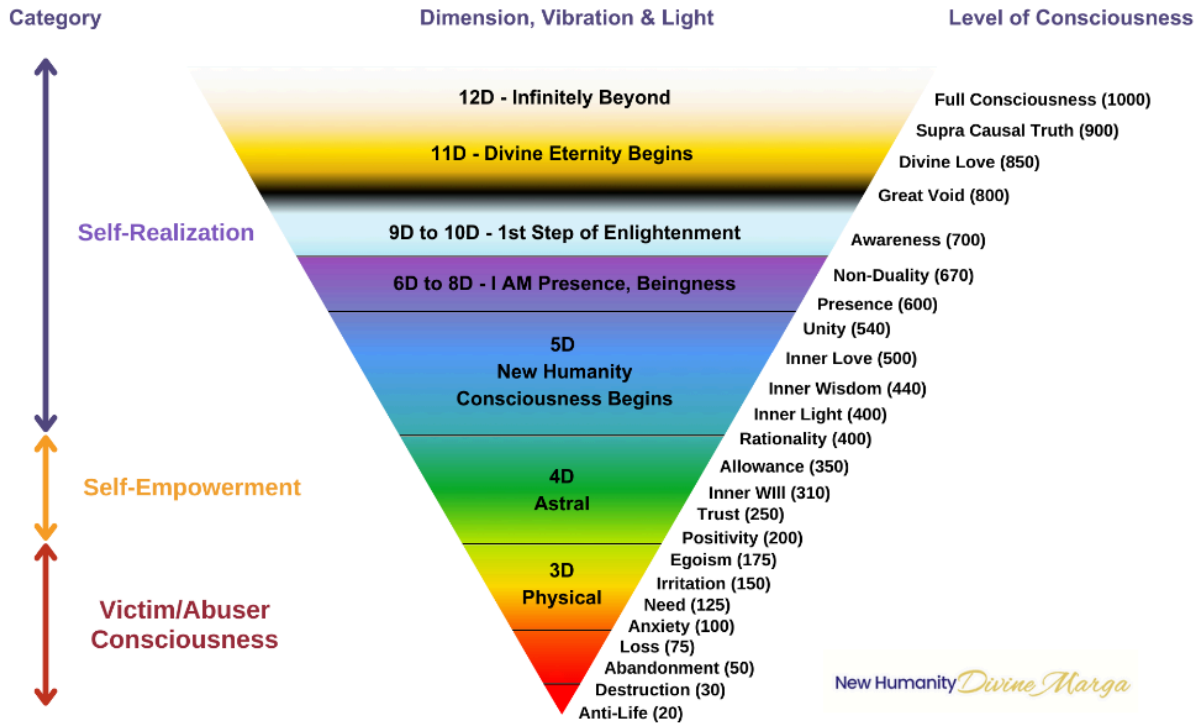 Category
Dimension, Vibration & Light
Level of Consciousness
12D - Infinitely Beyond
11D - Divine Eternity Begins
9D to 10D - 1st Step of Enlightenment
6D to 8D - I AM Presence, Beingness
5D
New Humanity
Consciousness Begins
4D
Astral
3D
Physical
Self-Realization
Self-Empowerment
Victim/Abuser
Consciousness
Full Consciousness (1000)
Supra Causal Truth (900)
Divine Love (850)
Great Void (800)
Awareness (700)
Non-Duality (670)
Presence (600)
Unity (540)
Inner Love (500)
Inner Wisdom (440)
Inner Light (400)
Rationality (400)
Allowance (350)
Inner WIll (310)
Trust (250)
Positivity (200)
Egoism (175)
Irritation (150)
Need (125)
Anxiety (100)
Loss (75)
Abandonment (50)
Destruction (30)
Anti-Life (20)
New Humanity Divine Marga